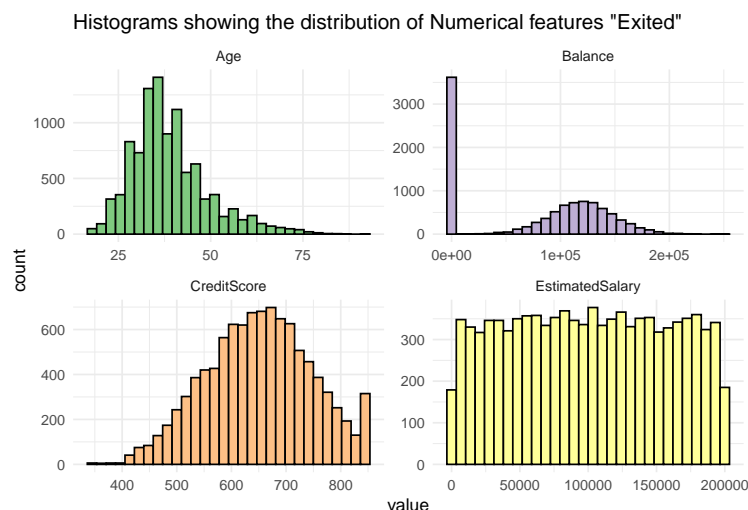 Histograms showing the distribution of Numerical features "Exited"
Age
Balance
1000
500
0
25
50
75
3000
2000
1000
0
0e+00
1e+05
2e+05
count
CreditScore
EstimatedSalary
600
400
200
0
400
500
600
700
800
300
200
100
0
0
50000
100000
150000
200000
value